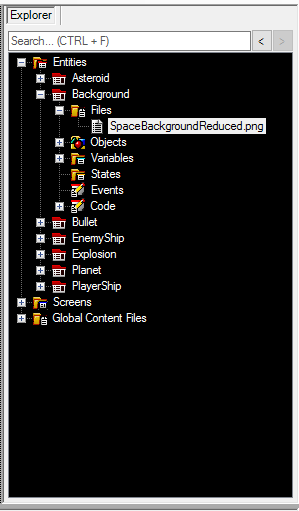 Explorer
Search... (CTRL + F) < >
Entities
Asteroid
Background
Files
SpaceBackgroundReduced.png
Objects
Variables
States
Events
Code
Bullet
EnemyShip
Explosion
Planet
PlayerShip
Screens
Global Content Files